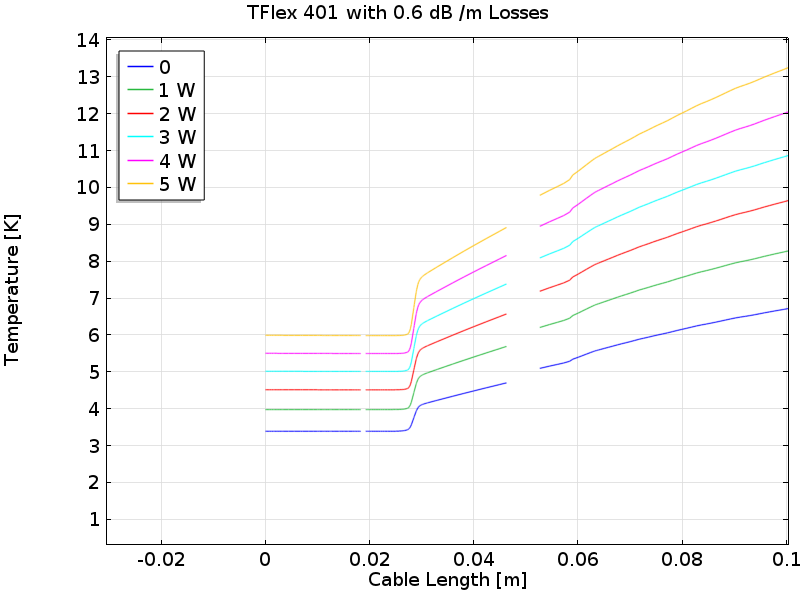 TFlex 401 with 0.6 dB /m Losses
14
13
12
11
10
9
8
7
6
5
4
3
2
1
Temperature [K]
0
1 W
2 W
3 W
4 W
5 W
-0.02
0
0.02
0.04
0.06
0.08
0.1
Cable Length [m]